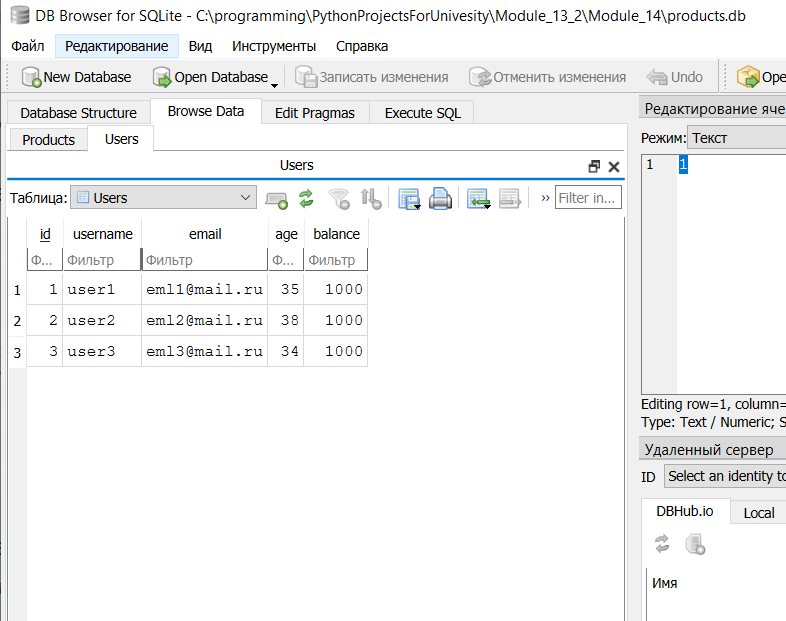 DB Browser for SQLite - C:\programming\PythonProjectsForUnivesity\Module_13_2\Module_14\products.db
Файл Редактирование Вид Инструменты Справка
New Database Open Database Записать изменения Отменить изменения Undo Ope
Database Structure Browse Data Edit Pragmas Execute SQL
Products Users
Users
Таблица: Users » Filter in...
id username email age balance
Ф... Фильтр Фильтр Ф... Фильтр
1 1 user1 eml1@mail.ru 35 1000
2 2 user2 eml2@mail.ru 38 1000
3 3 user3 eml3@mail.ru 34 1000
Редактирование яче
Режим: Текст
1 1
Editing row=1, column=
Type: Text / Numeric; S
Удаленный сервер
ID Select an identity to
DBHub.io Local
Имя